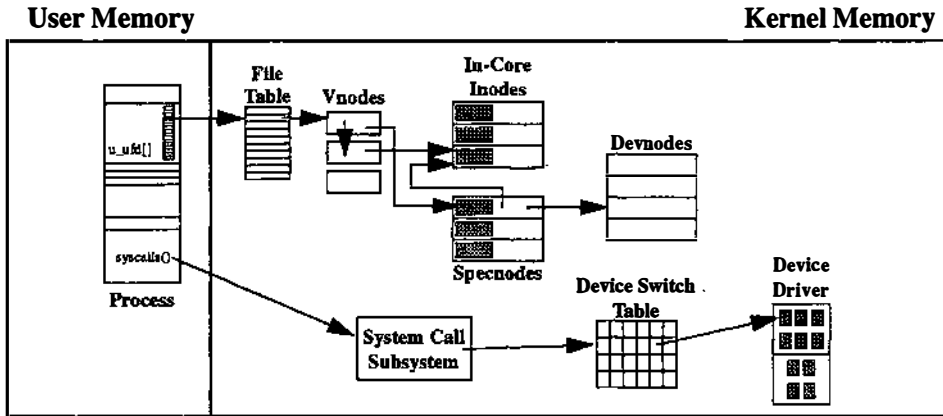 User Memory
Kernel Memory
File
Table
Vnodes
In-Core
Inodes
Devnodes
u_ufd[]
syscalls()
Process
Specnodes
Device Switch
Table
Device
Driver
System Call
Subsystem